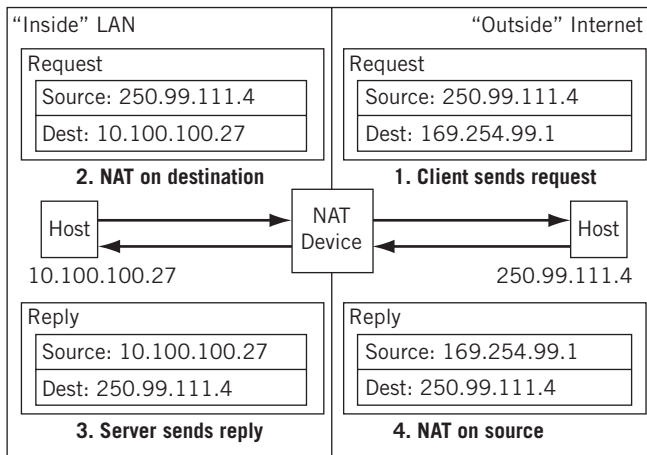 “Inside” LAN
“Outside” Internet
Request
Source: 250.99.111.4
Dest: 10.100.100.27
2. NAT on destination
Request
Source: 250.99.111.4
Dest: 169.254.99.1
1. Client sends request
Host
10.100.100.27
NAT
Device
Host
250.99.111.4
Reply
Source: 10.100.100.27
Dest: 250.99.111.4
3. Server sends reply
Reply
Source: 169.254.99.1
Dest: 250.99.111.4
4. NAT on source